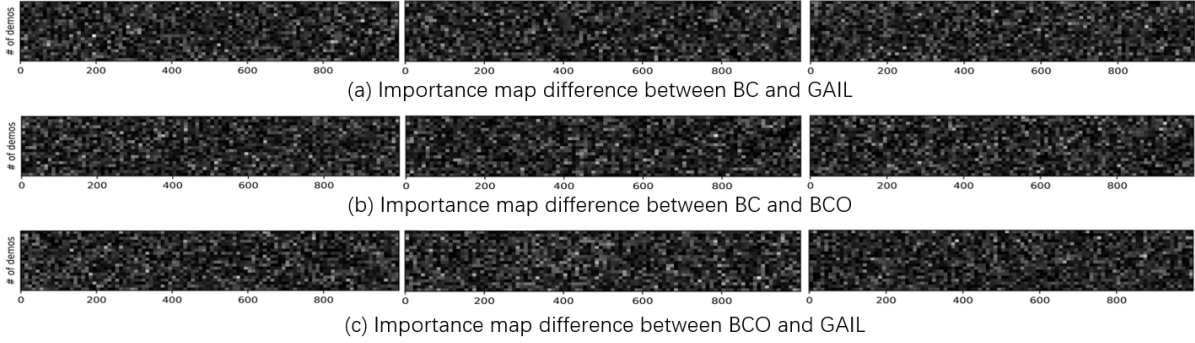 # of demos
0 200 400 600 800 0 200 400 600 800 0 200 400 600 800
(a) Importance map difference between BC and GAIL
# of demos
0 200 400 600 800 0 200 400 600 800 0 200 400 600 800
(b) Importance map difference between BC and BCO
# of demos
0 200 400 600 800 0 200 400 600 800 0 200 400 600 800
(c) Importance map difference between BCO and GAIL